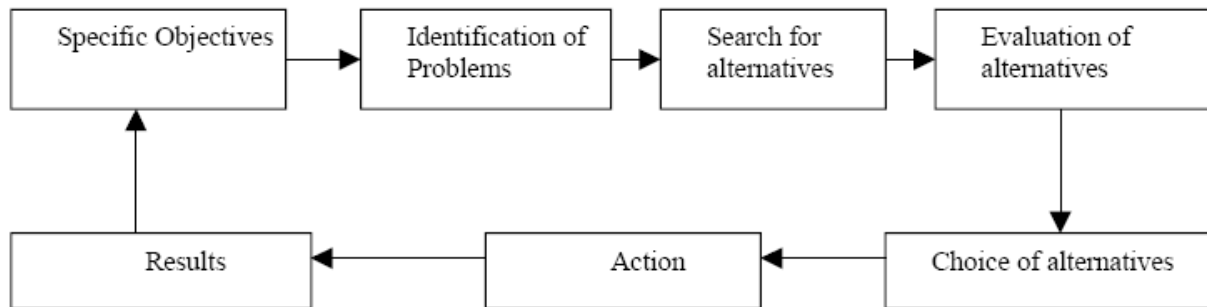 Specific Objectives
Identification of
Problems
Search for
alternatives
Evaluation of
alternatives
Choice of alternatives
Action
Results